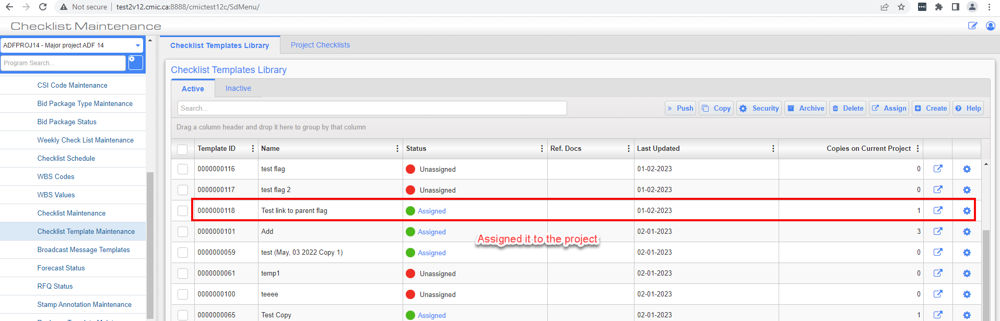 Not secure | test2v12.cmic.ca:8888/cmictest12c/SdMenu/
Checklist Maintenance
ADFPROJ14 - Major project ADF 14
Program Search...
CSI Code Maintenance
Bid Package Type Maintenance
Bid Package Status
Weekly Check List Maintenance
Checklist Schedule
WBS Codes
WBS Values
Checklist Maintenance
Checklist Template Maintenance
Broadcast Message Templates
Forecast Status
RFQ Status
Stamp Annotation Maintenance
Checklist Templates Library Project Checklists
Checklist Templates Library
Active Inactive
Search... Push Copy Security Archive Delete Assign Create Help
Drag a column header and drop it here to group by that column
Template ID Name Status Ref. Docs Last Updated Copies on Current Project
0000000116 test flag Unassigned 01-02-2023 0
0000000117 test flag 2 Unassigned 01-02-2023 0
0000000118 Test link to parent flag Assigned 01-02-2023 1
0000000101 Add Assigned 02-01-2023 3
Assigned it to the project
0000000059 test (May, 03 2022 Copy 1) Assigned 02-01-2023 0
0000000061 temp1 Unassigned 02-01-2023 0
0000000100 teeee Unassigned 02-01-2023 0
0000000065 Test Copy Assigned 02-01-2023 1